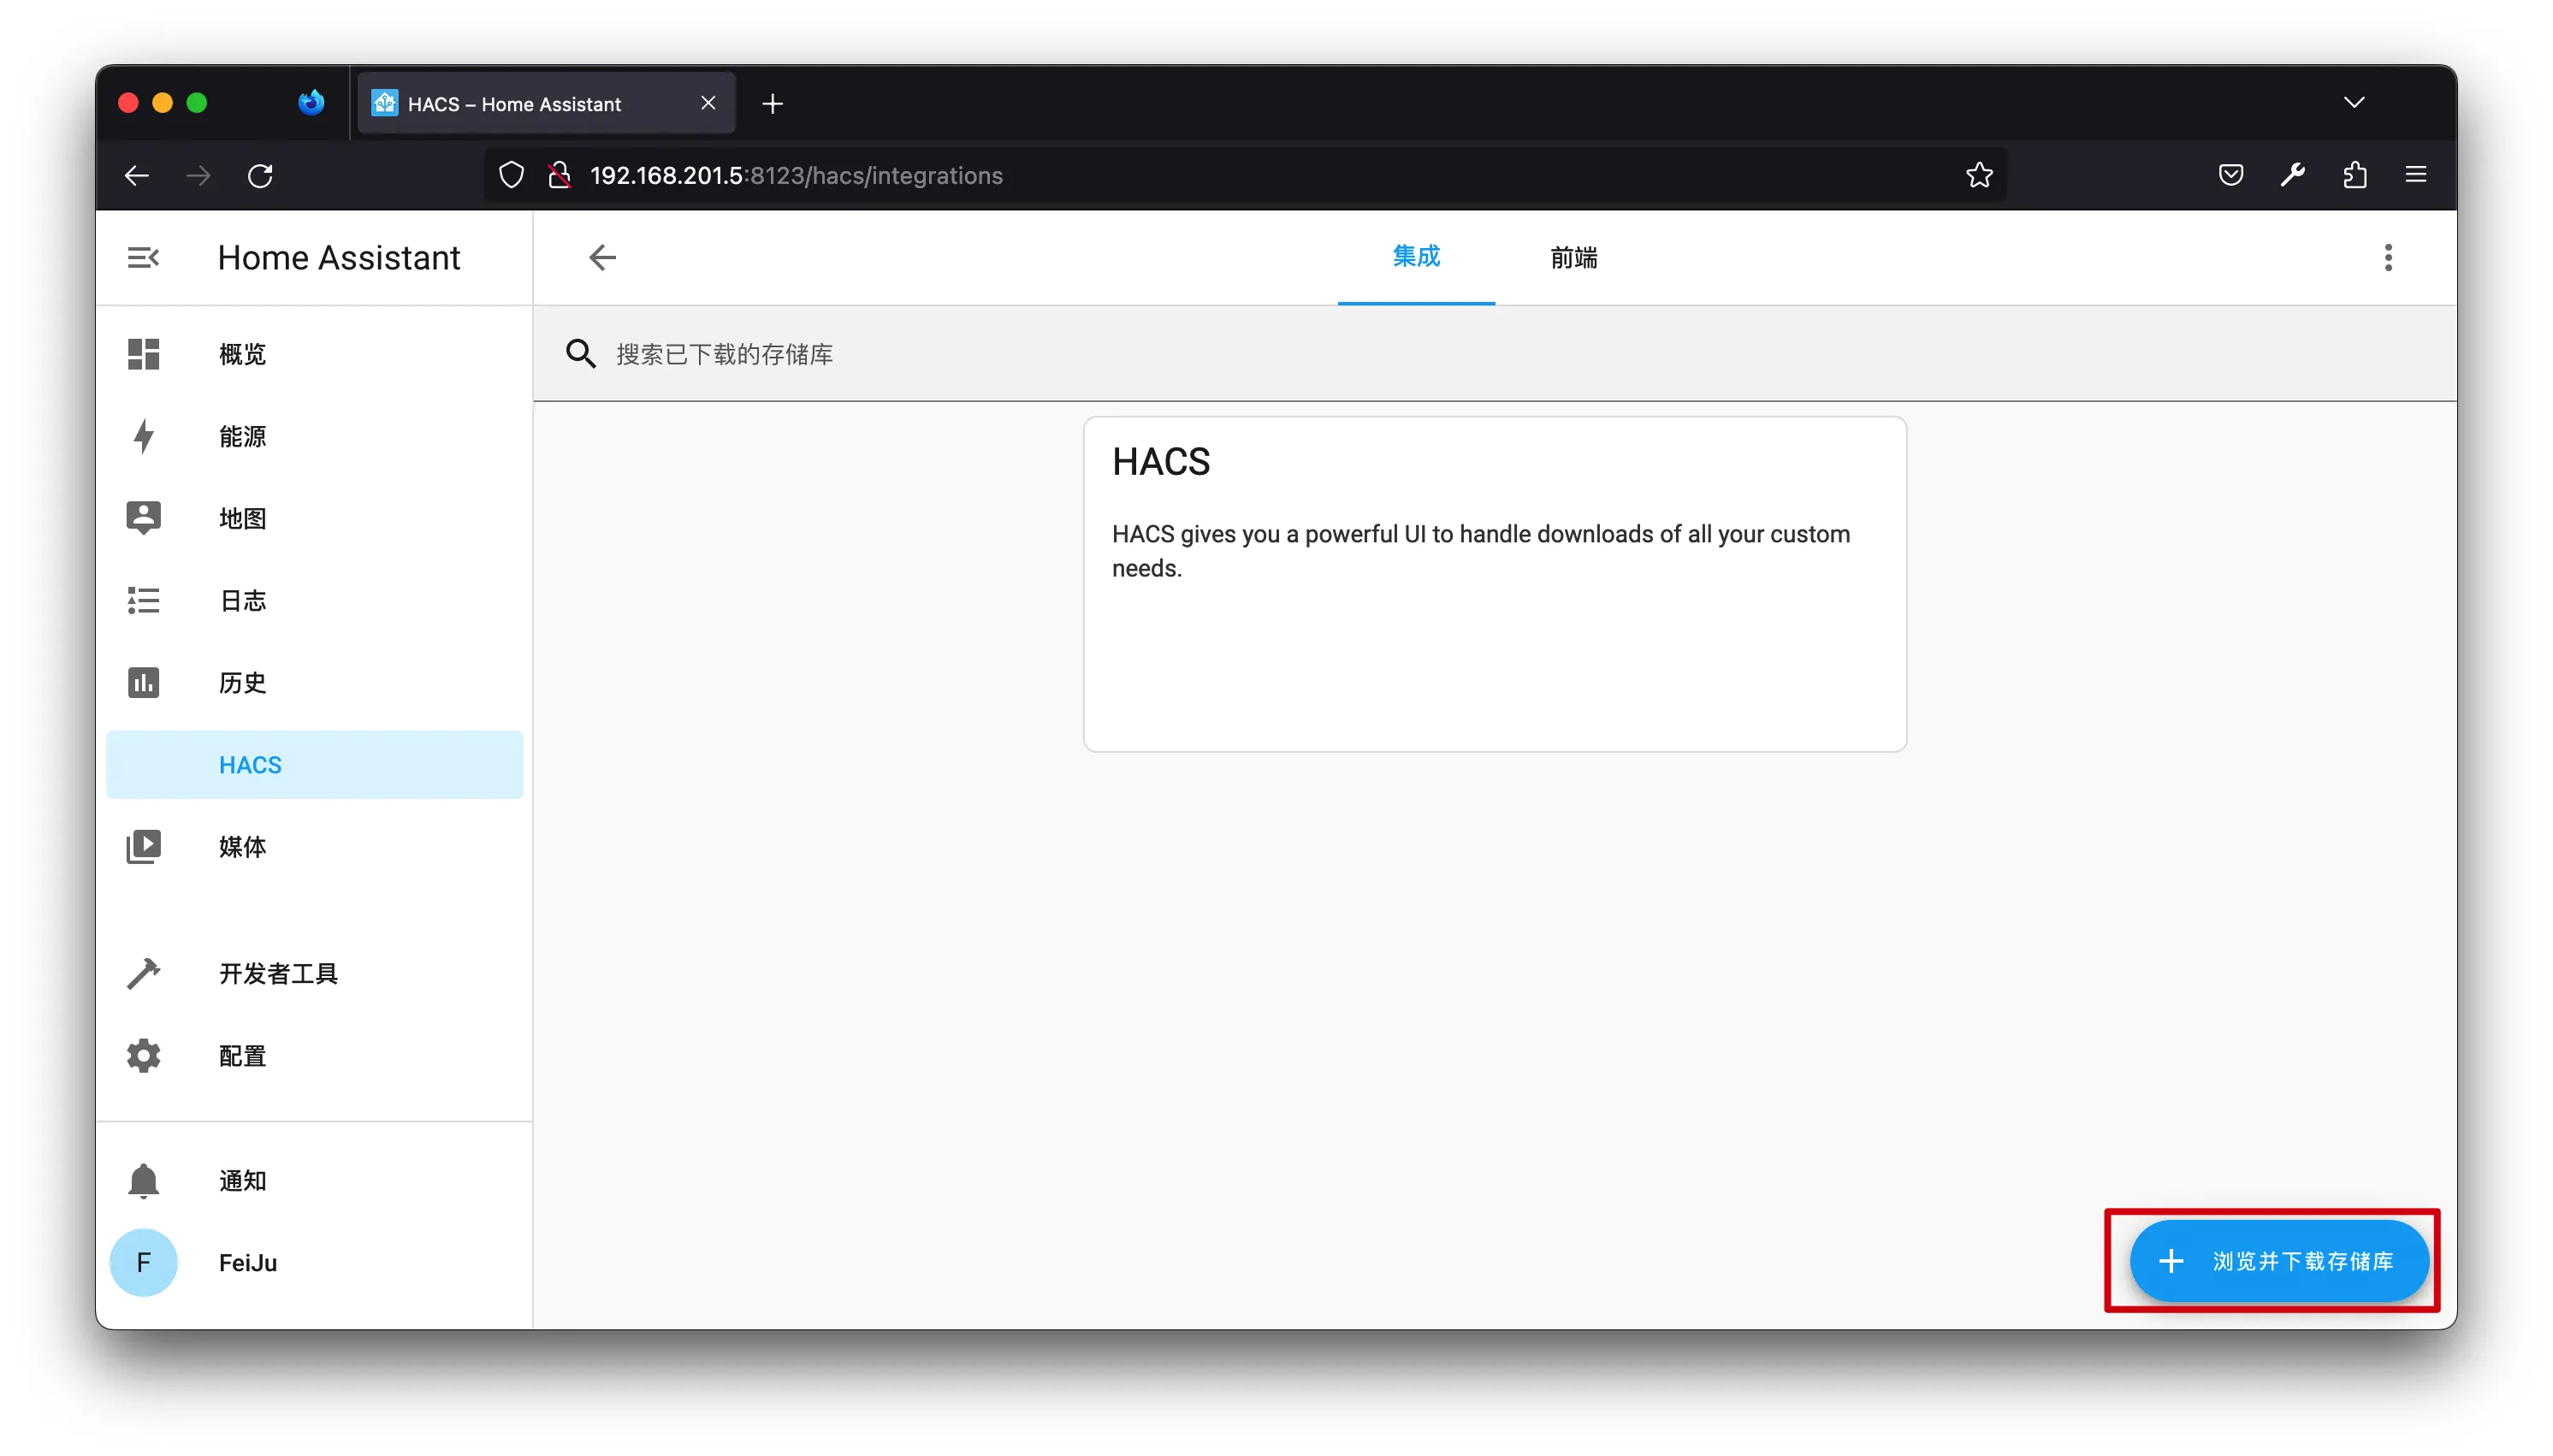 HACS – Home Assistant
192.168.201.5:8123/hacs/integrations
Home Assistant
集成
前端
概览
搜索已下载的存储库
能源
HACS
地图
HACS gives you a powerful UI to handle downloads of all your custom
needs.
日志
历史
HACS
媒体
开发者工具
配置
通知
F
FeiJu
浏览并下载存储库